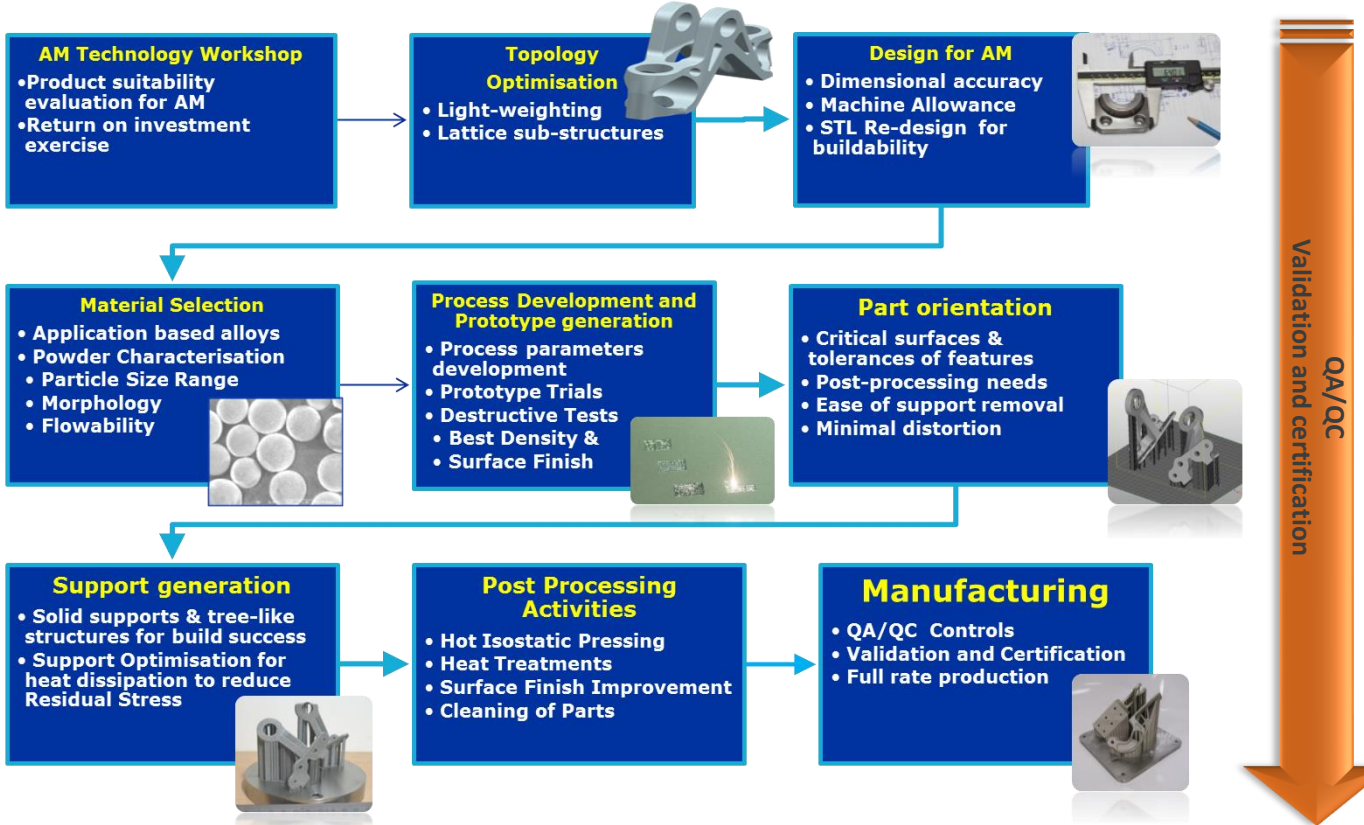 AM Technology Workshop
•Product suitability
evaluation for AM
•Return on investment
exercise
Topology
Optimisation
• Light-weighting
• Lattice sub-structures
Design for AM
• Dimensional accuracy
• Machine Allowance
• STL Re-design for
buildability
Material Selection
• Application based alloys
• Powder Characterisation
• Particle Size Range
• Morphology
• Flowability
Process Development and
Prototype generation
• Process parameters
development
• Prototype Trials
• Destructive Tests
• Best Density &
• Surface Finish
Part orientation
• Critical surfaces &
tolerances of features
• Post-processing needs
• Ease of support removal
• Minimal distortion
Support generation
• Solid supports & tree-like
structures for build success
• Support Optimisation for
heat dissipation to reduce
Residual Stress
Post Processing
Activities
• Hot Isostatic Pressing
• Heat Treatments
• Surface Finish Improvement
• Cleaning of Parts
Manufacturing
• QA/QC Controls
• Validation and Certification
• Full rate production
QA/QC
Validation and certification